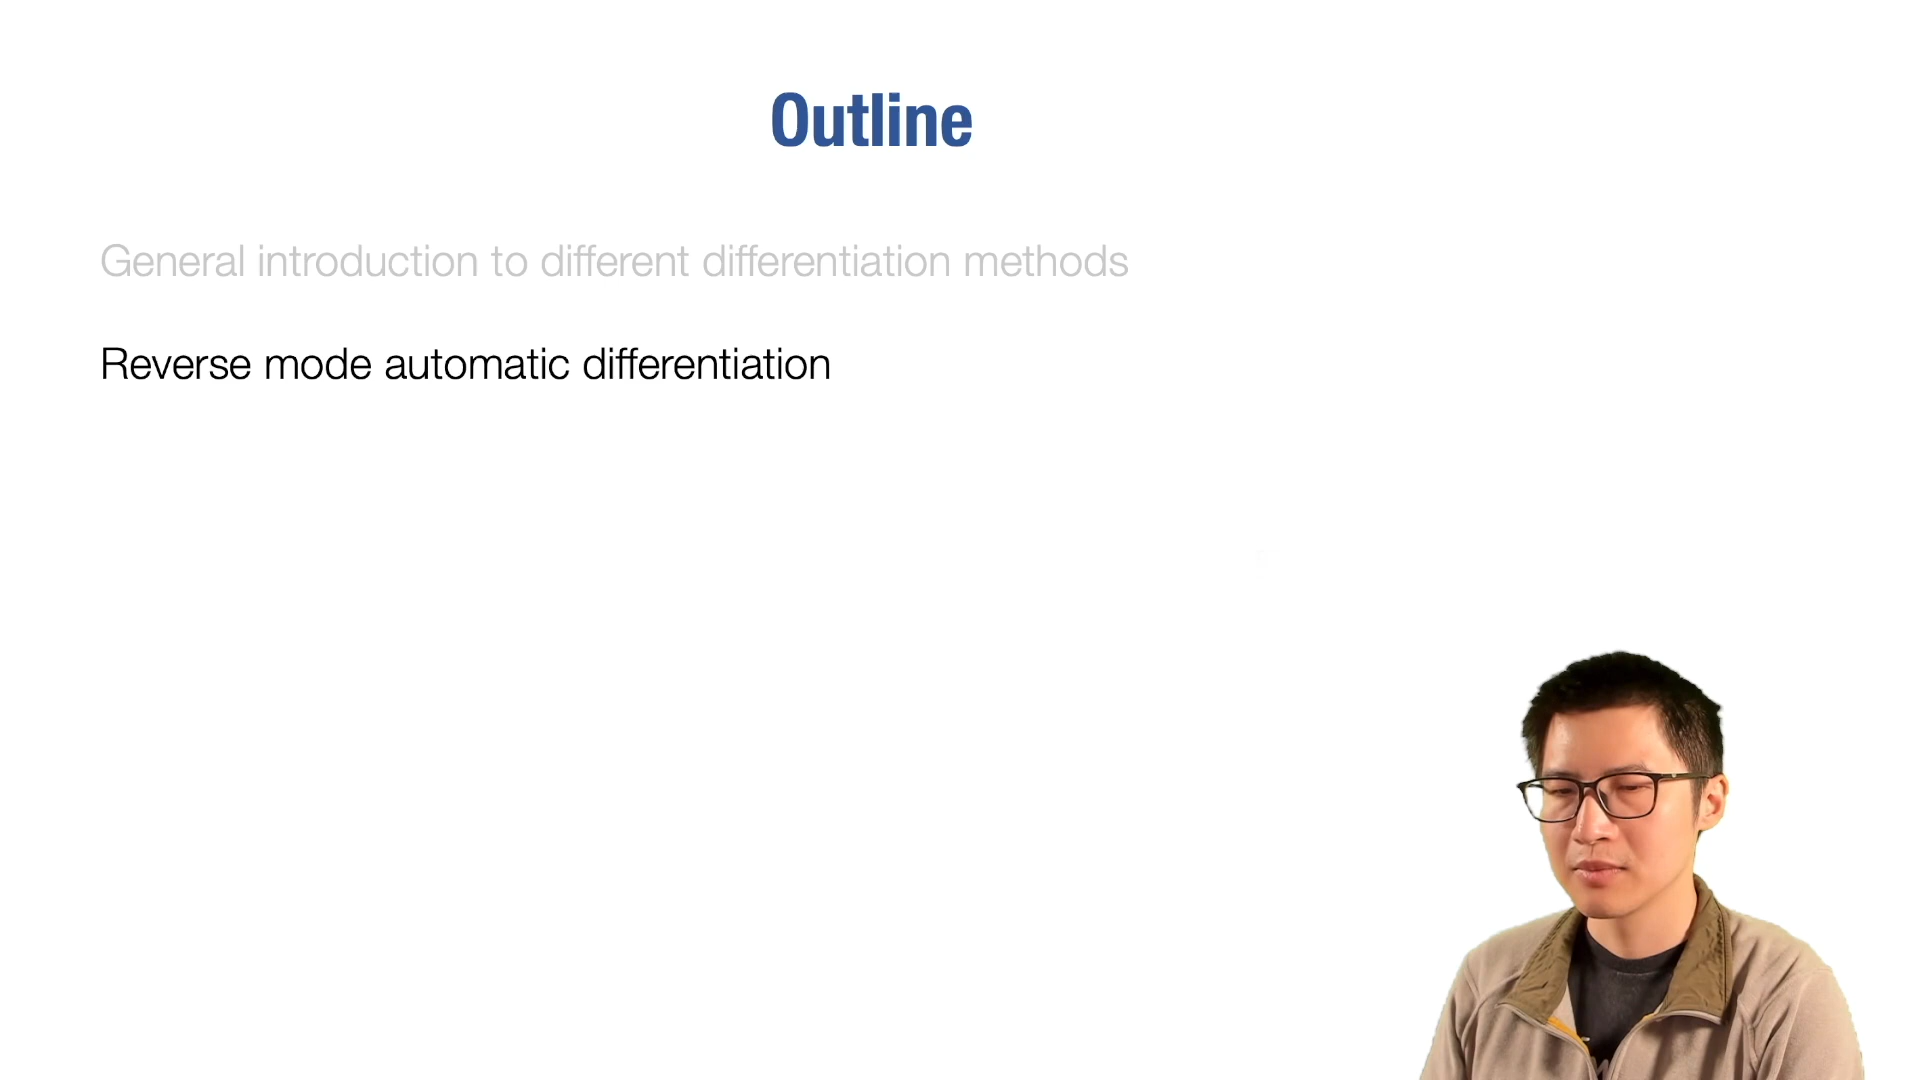 Outline
General introduction to different differentiation methods
Reverse mode automatic differentiation